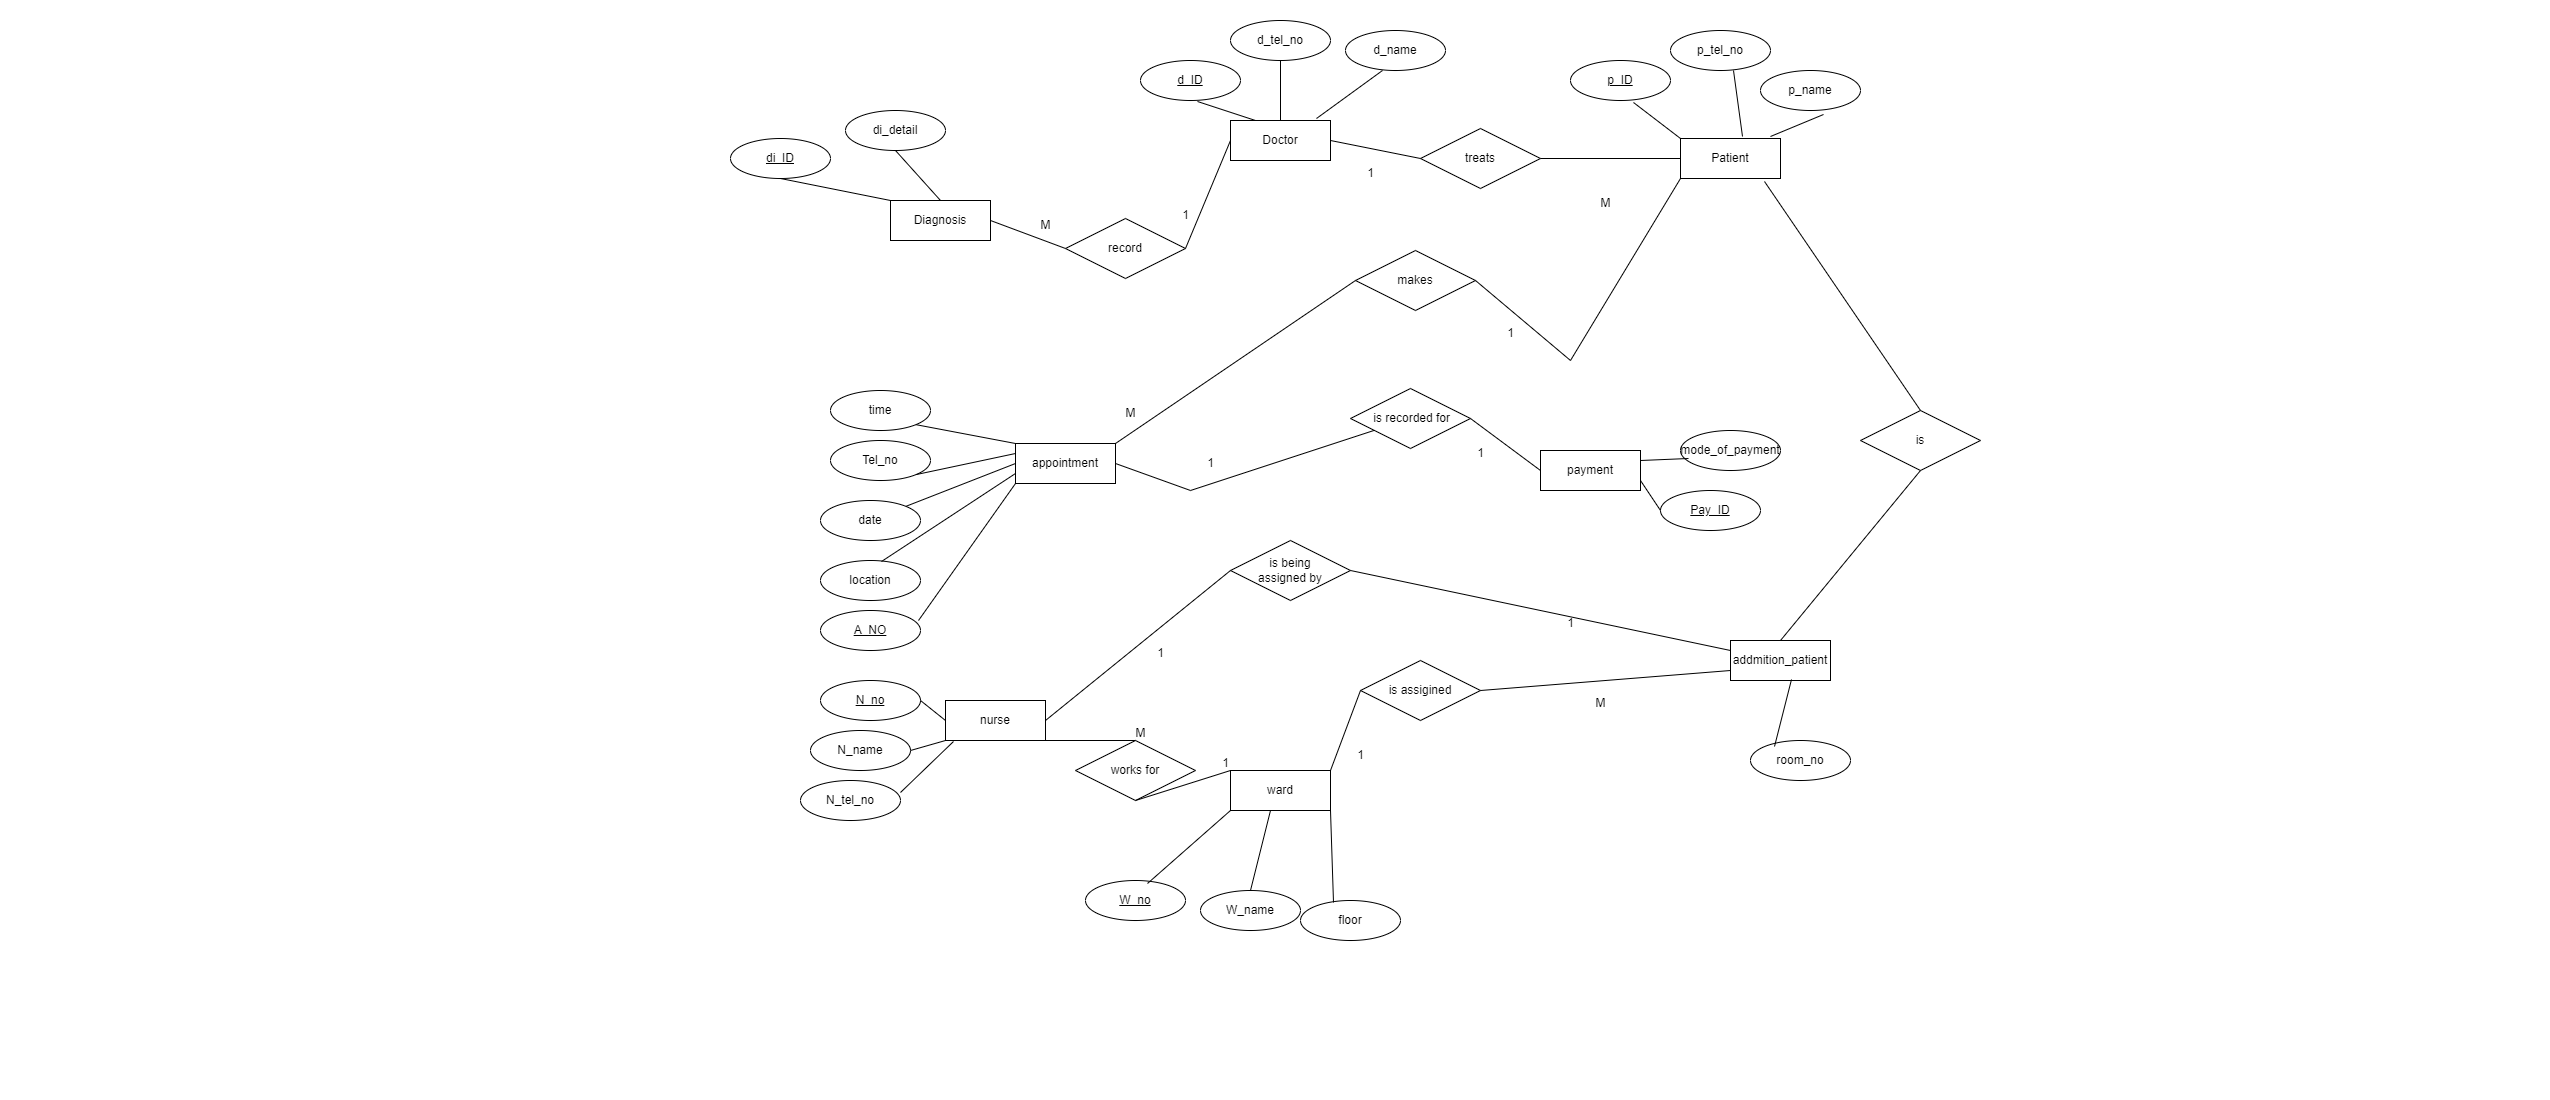 d_tel_no
d_name
d_ID
p_tel_no
p_ID
p_name
di_detail
di_ID
Doctor
treats
Patient
1
M
Diagnosis
M
1
record
makes
1
M
time
is recorded for
is
Tel_no
appointment
1
1
payment
mode_of_payment
Pay_ID
date
location
A_NO
is being
assigned by
1
1
addmition_patient
is assigined
M
N_no
nurse
N_name
M
works for
1
1
ward
room_no
N_tel_no
W_no
W_name
floor